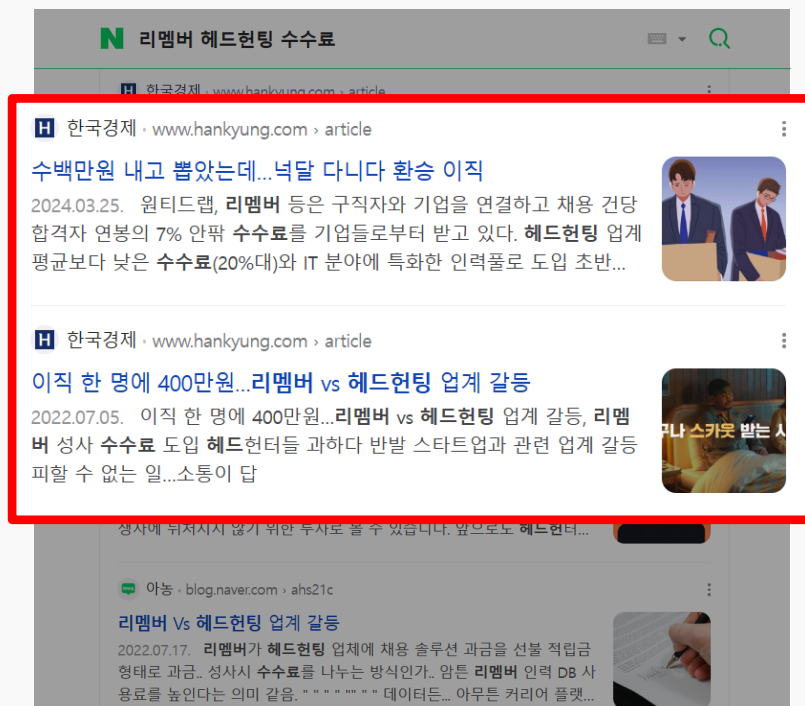 N 리멤버 헤드헌팅 수수료
H 한국경제 · www.hankyung.com › article
H 한국경제 · www.hankyung.com › article
수백만원 내고 뽑았는데...넉달 다니다 환승 이직
2024.03.25. 원티드랩, 리멤버 등은 구직자와 기업을 연결하고 채용 건당
합격자 연봉의 7% 안팎 수수료를 기업들로부터 받고 있다. 헤드헌팅 업계
평균보다 낮은 수수료(20%대)와 IT 분야에 특화한 인력풀로 도입 초반...
H 한국경제 · www.hankyung.com › article
이직 한 명에 400만원...리멤버 vs 헤드헌팅 업계 갈등
2022.07.05. 이직 한 명에 400만원...리멤버 vs 헤드헌팅 업계 갈등, 리멤
버 성사 수수료 도입 헤드헌터들 과하다 반발 스타트업과 관련 업계 갈등
피할 수 없는 일...소통이 답
구나 스카웃 받는 시
생사에 뒤처지지 않기 위한 투자로 볼 수 있습니다. 앞으로도 헤드헌터...
아농 · blog.naver.com › ahs21c
리멤버 Vs 헤드헌팅 업계 갈등
2022.07.17. 리멤버가 헤드헌팅 업체에 채용 솔루션 과금을 선불 적립금
형태로 과금.. 성사시 수수료를 나누는 방식인가.. 암튼 리멤버 인력 DB 사
용료를 높인다는 의미 같음. " " " " "" " " 데이터든... 아무튼 커리어 플랫...